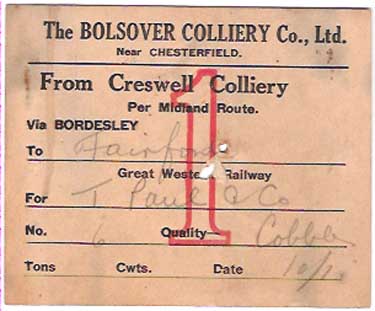 The BOLSOVER COLLIERY Co., Ltd.
Near CHESTERFIELD.
From Creswell Colliery
Per Midland Route.
Via BORDESLEY
To Fairford
Great Western Railway
For T Paul & Co
No. 6 Quality— Cobbles
Tons Cwts. Date
1